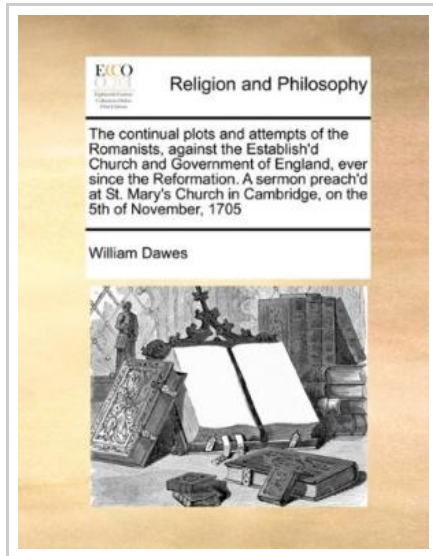 ECCO
Religion and Philosophy
The continual plots and attempts of the
Romanists, against the Establish'd
Church and Government of England, ever
since the Reformation. A sermon preach'd
at St. Mary's Church in Cambridge, on the
5th of November, 1705
William Dawes